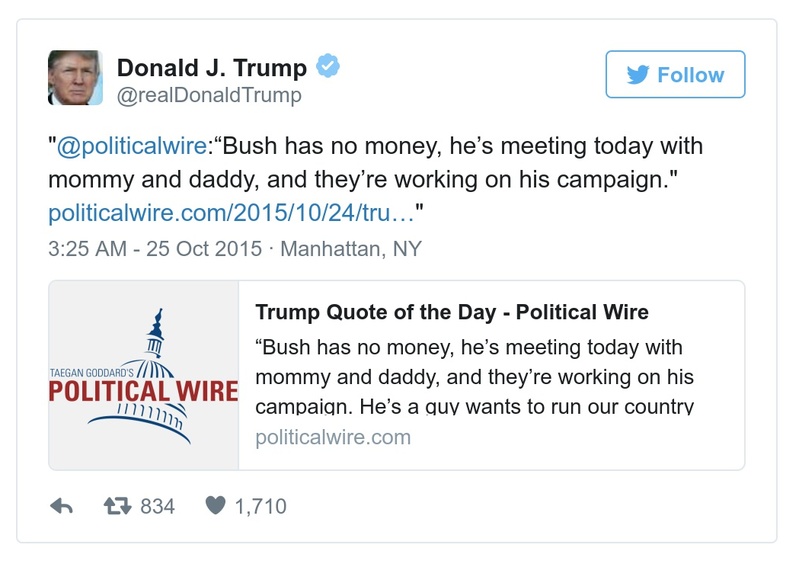 Donald J. Trump
@realDonaldTrump
Follow
"@politicalwire:“Bush has no money, he’s meeting today with
mommy and daddy, and they’re working on his campaign."
politicalwire.com/2015/10/24/tru…"
3:25 AM - 25 Oct 2015 · Manhattan, NY
TAEGAN GODDARD'S
POLITICAL WIRE
Trump Quote of the Day - Political Wire
“Bush has no money, he’s meeting today with
mommy and daddy, and they’re working on his
campaign. He’s a guy wants to run our country
politicalwire.com
834
1,710